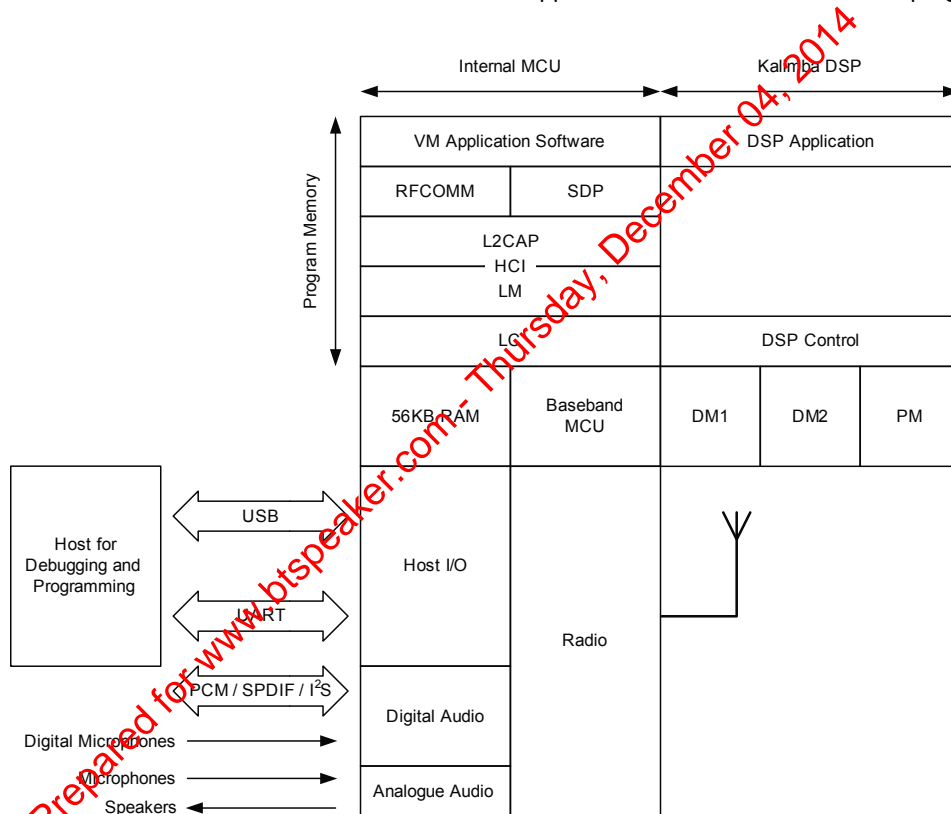 Internal MCU
Kalimba DSP
Program Memory
VM Application Software
DSP Application
RFCOMM
SDP
L2CAP
HCI
LM
LC
DSP Control
56KB RAM
Baseband
MCU
DM1
DM2
PM
Host for
Debugging and
Programming
USB
UART
PCM / SPDIF / I²S
Host I/O
Radio
Digital Audio
Analogue Audio
Digital Microphones
Microphones
Speakers
Prepared for www.btspeaker.com - Thursday, December 04, 2014